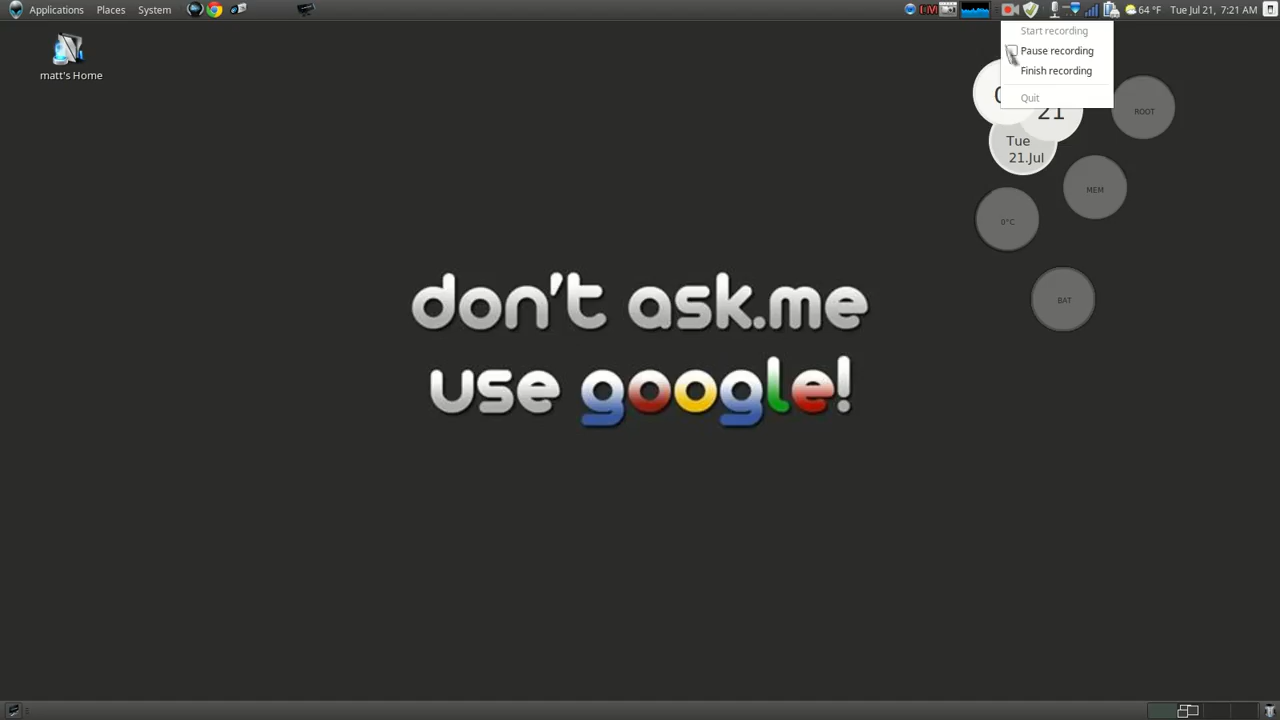 Applications Places System
64 °F Tue Jul 21, 7:21 AM
matt's Home
Start recording
Pause recording
Finish recording
Quit
21
Tue
21.Jul
ROOT
MEM
0°C
BAT
don't ask.me
use google!